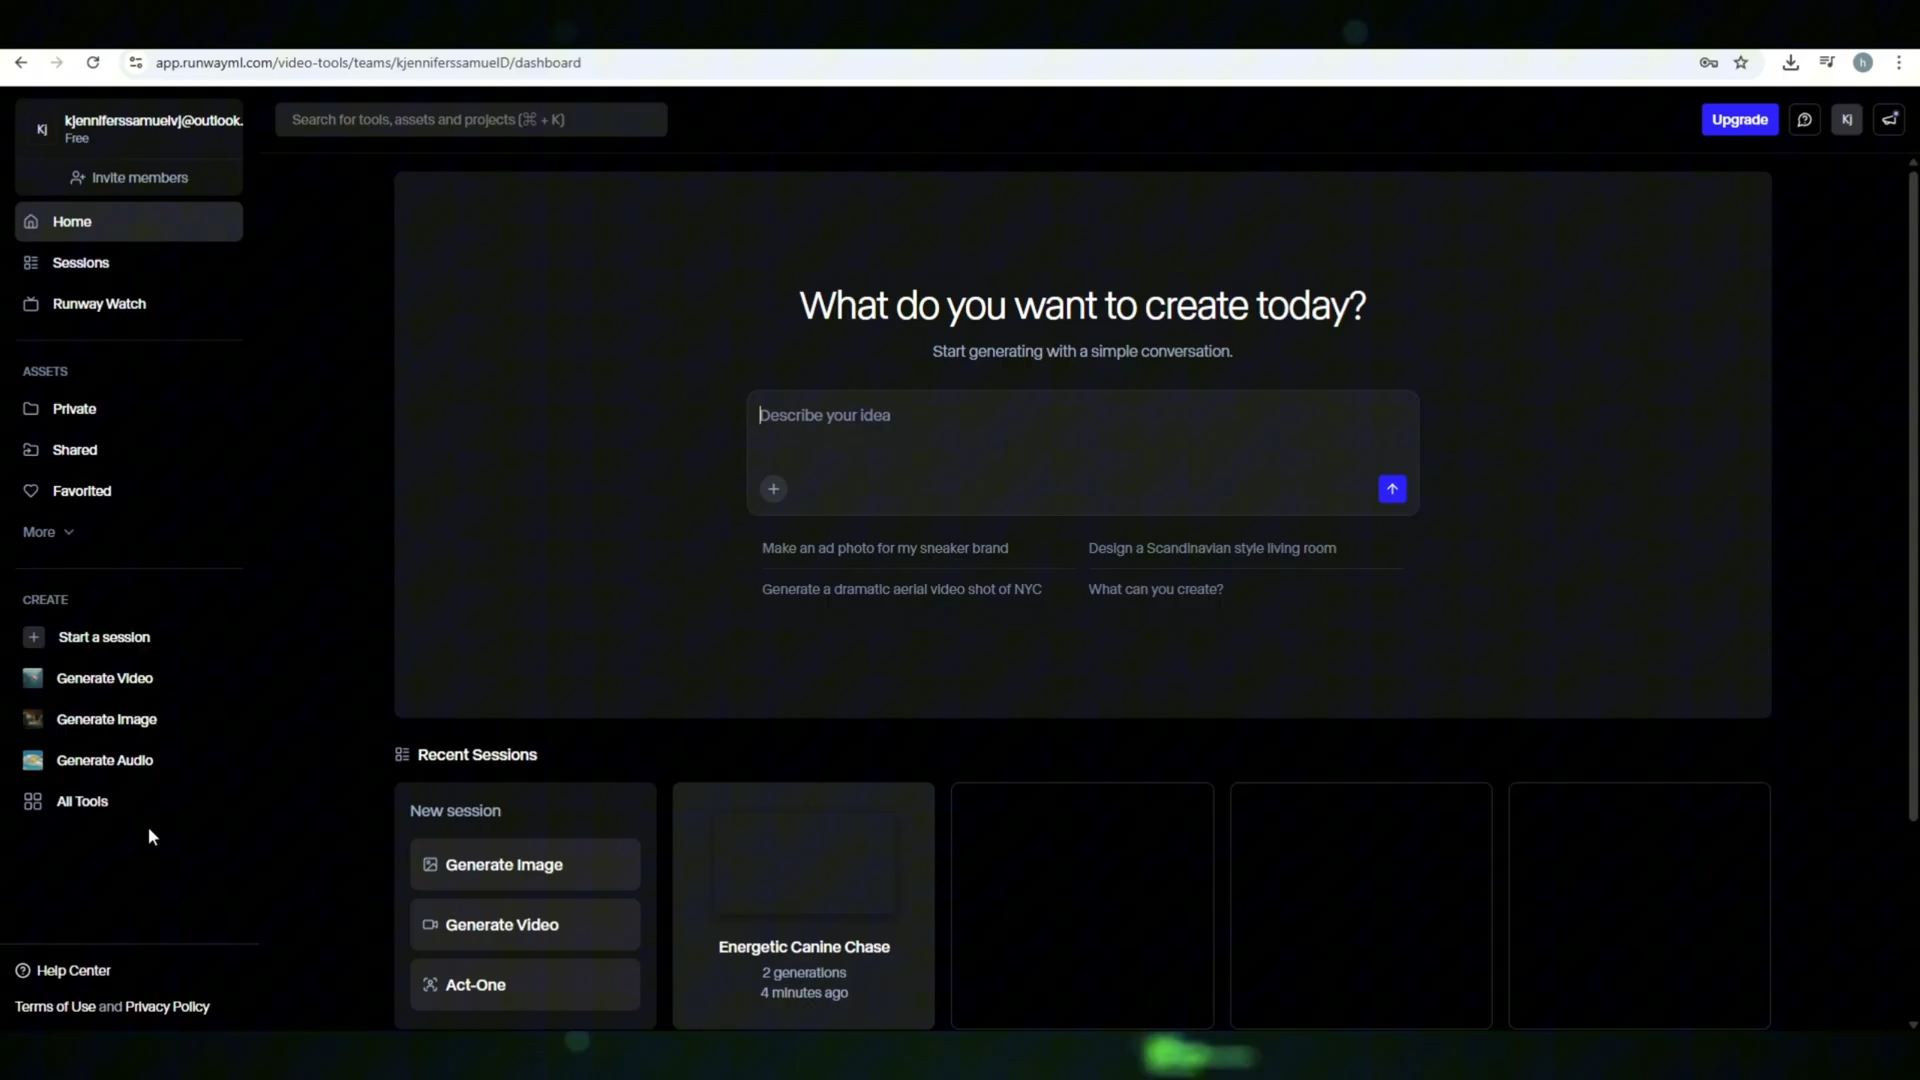 app.runwayml.com/video-tools/teams/kjenniferssamuelD/dashboard
h
KJ
kjenniferssamuelvj@outlook.
Free
Invite members
Search for tools, assets and projects (⌘ + K)
Upgrade
KJ
Home
Sessions
Runway Watch
ASSETS
Private
Shared
Favorited
More
CREATE
Start a session
Generate Video
Generate Image
Generate Audio
All Tools
Help Center
Terms of Use and Privacy Policy
What do you want to create today?
Start generating with a simple conversation.
Describe your idea
Make an ad photo for my sneaker brand
Design a Scandinavian style living room
Generate a dramatic aerial video shot of NYC
What can you create?
Recent Sessions
New session
Generate Image
Generate Video
Act-One
Energetic Canine Chase
2 generations
4 minutes ago